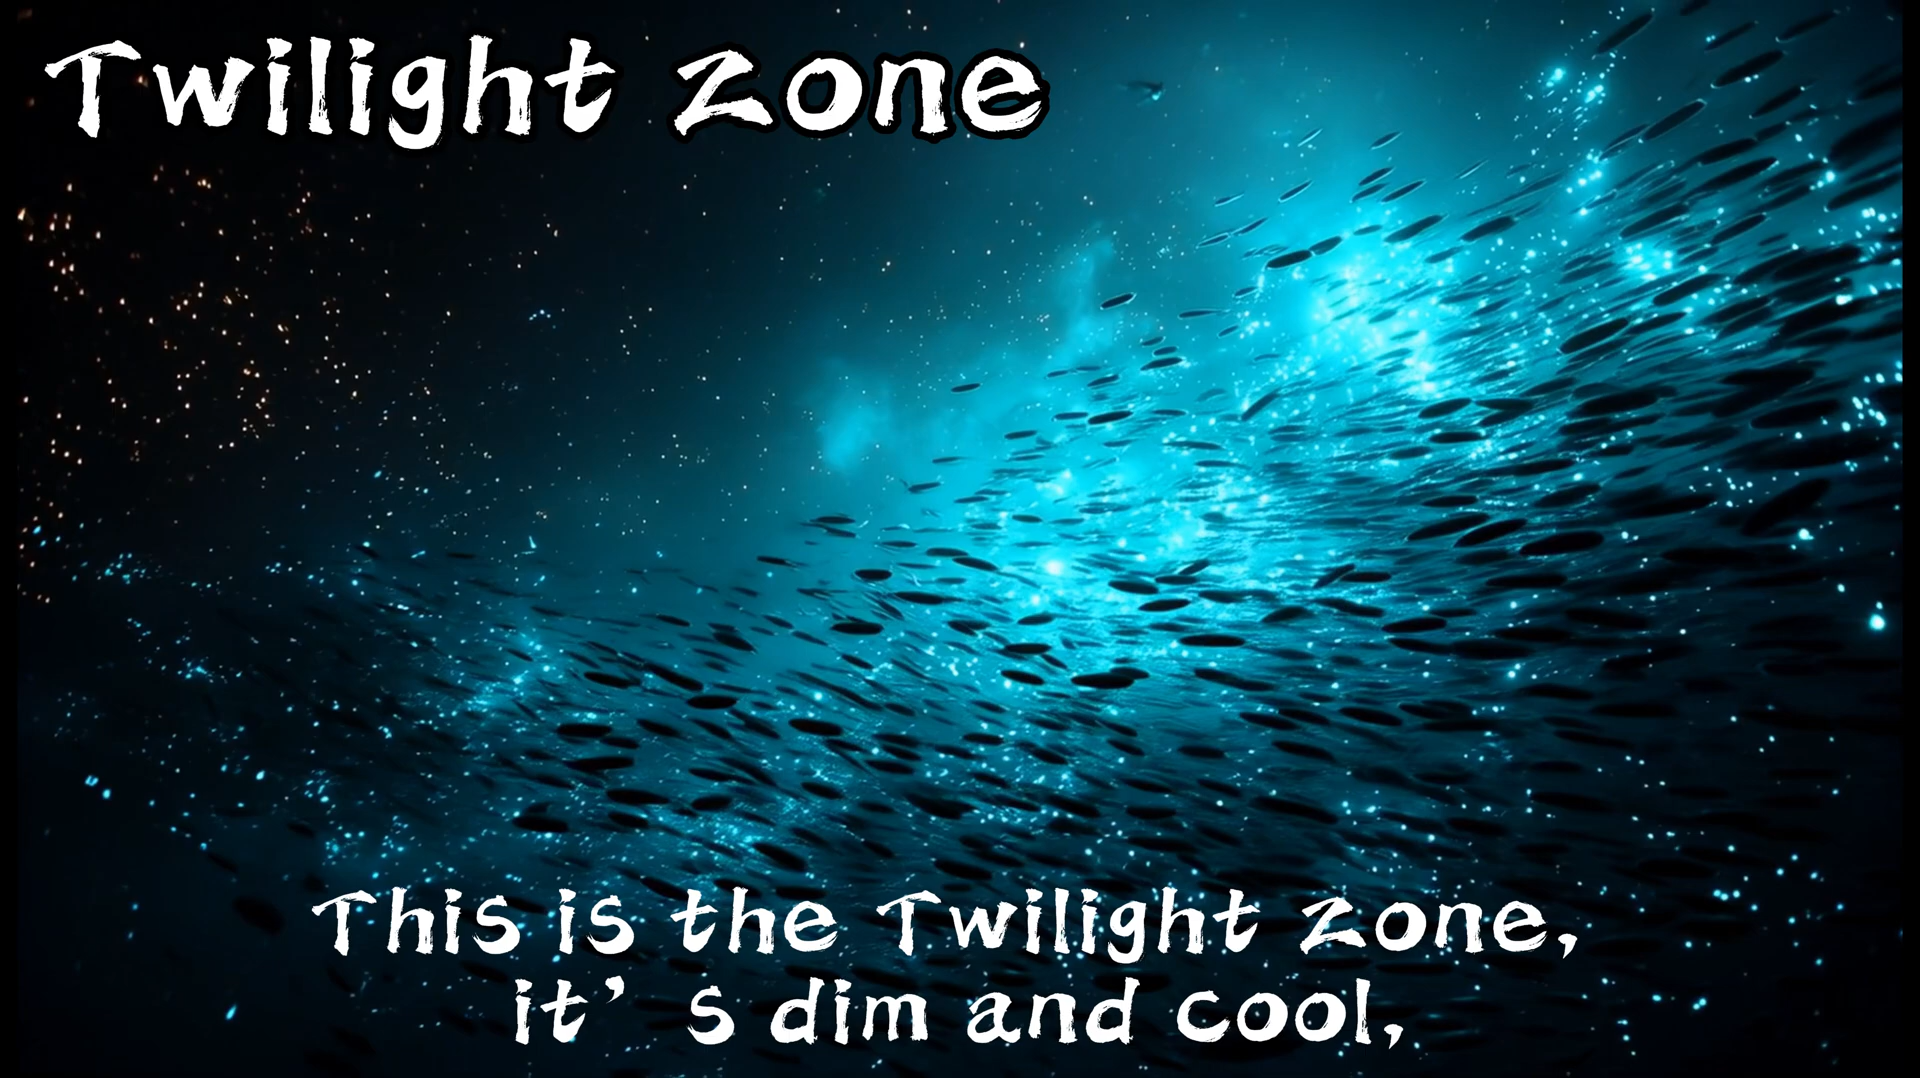 Twilight Zone
This is the Twilight Zone,
it’s dim and cool,